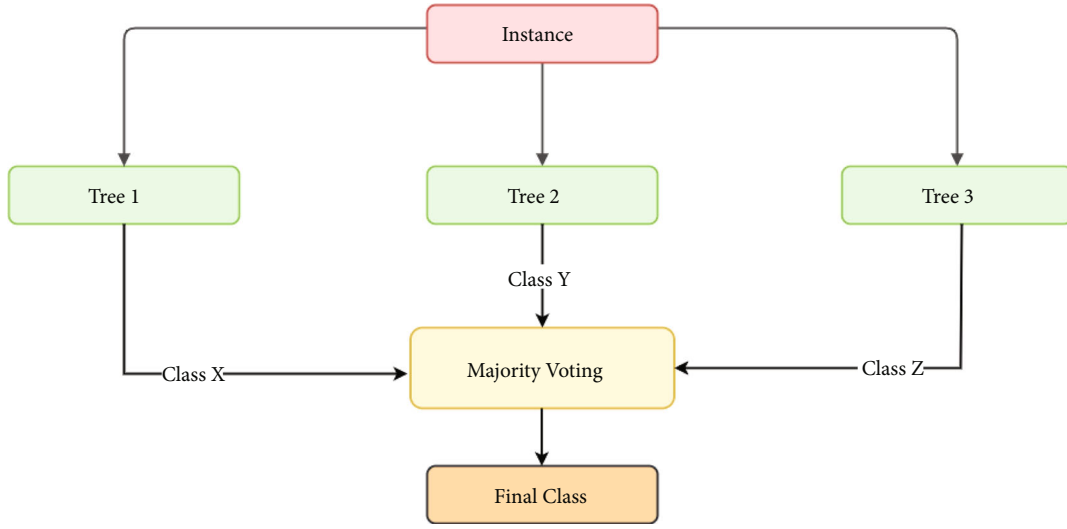 Instance
Tree 1
Tree 2
Tree 3
Class Y
Class X
Majority Voting
Class Z
Final Class